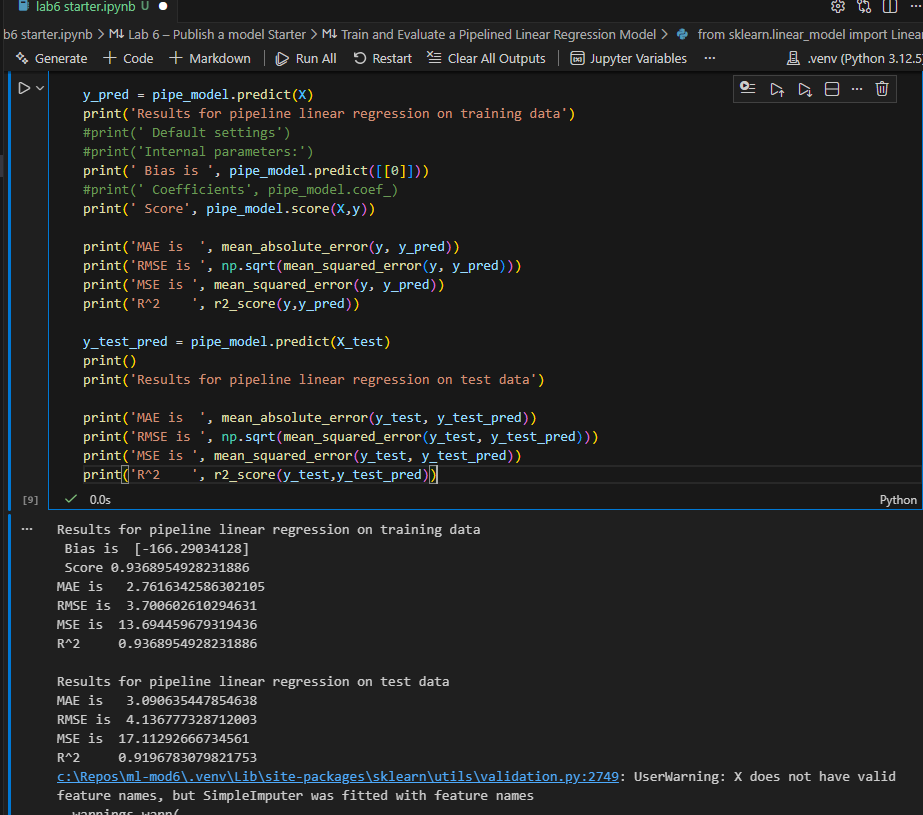 lab6 starter.ipynb U
b6 starter.ipynb > M↓ Lab 6 – Publish a model Starter > M↓ Train and Evaluate a Pipelined Linear Regression Model > from sklearn.linear_model import Linea
Generate + Code + Markdown Run All Restart Clear All Outputs Jupyter Variables ... .venv (Python 3.12.5
y_pred = pipe_model.predict(X)
print('Results for pipeline linear regression on training data')
#print(' Default settings')
#print('Internal parameters:')
print(' Bias is ', pipe_model.predict([[0]]))
#print(' Coefficients', pipe_model.coef_)
print(' Score', pipe_model.score(X,y))
print('MAE is  ', mean_absolute_error(y, y_pred))
print('RMSE is ', np.sqrt(mean_squared_error(y, y_pred)))
print('MSE is ', mean_squared_error(y, y_pred))
print('R^2    ', r2_score(y,y_pred))
y_test_pred = pipe_model.predict(X_test)
print()
print('Results for pipeline linear regression on test data')
print('MAE is  ', mean_absolute_error(y_test, y_test_pred))
print('RMSE is ', np.sqrt(mean_squared_error(y_test, y_test_pred)))
print('MSE is ', mean_squared_error(y_test, y_test_pred))
print('R^2    ', r2_score(y_test,y_test_pred))
[9] 0.0s Python
Results for pipeline linear regression on training data
 Bias is  [-166.29034128]
 Score 0.9368954928231886
MAE is   2.7616342586302105
RMSE is  3.700602610294631
MSE is  13.694459679319436
R^2     0.9368954928231886
Results for pipeline linear regression on test data
MAE is   3.090635447854638
RMSE is  4.136777328712003
MSE is  17.11292666734561
R^2     0.9196783079821753
c:\Repos\ml-mod6\.venv\Lib\site-packages\sklearn\utils\validation.py:2749: UserWarning: X does not have valid
feature names, but SimpleImputer was fitted with feature names
  warnings.warn(